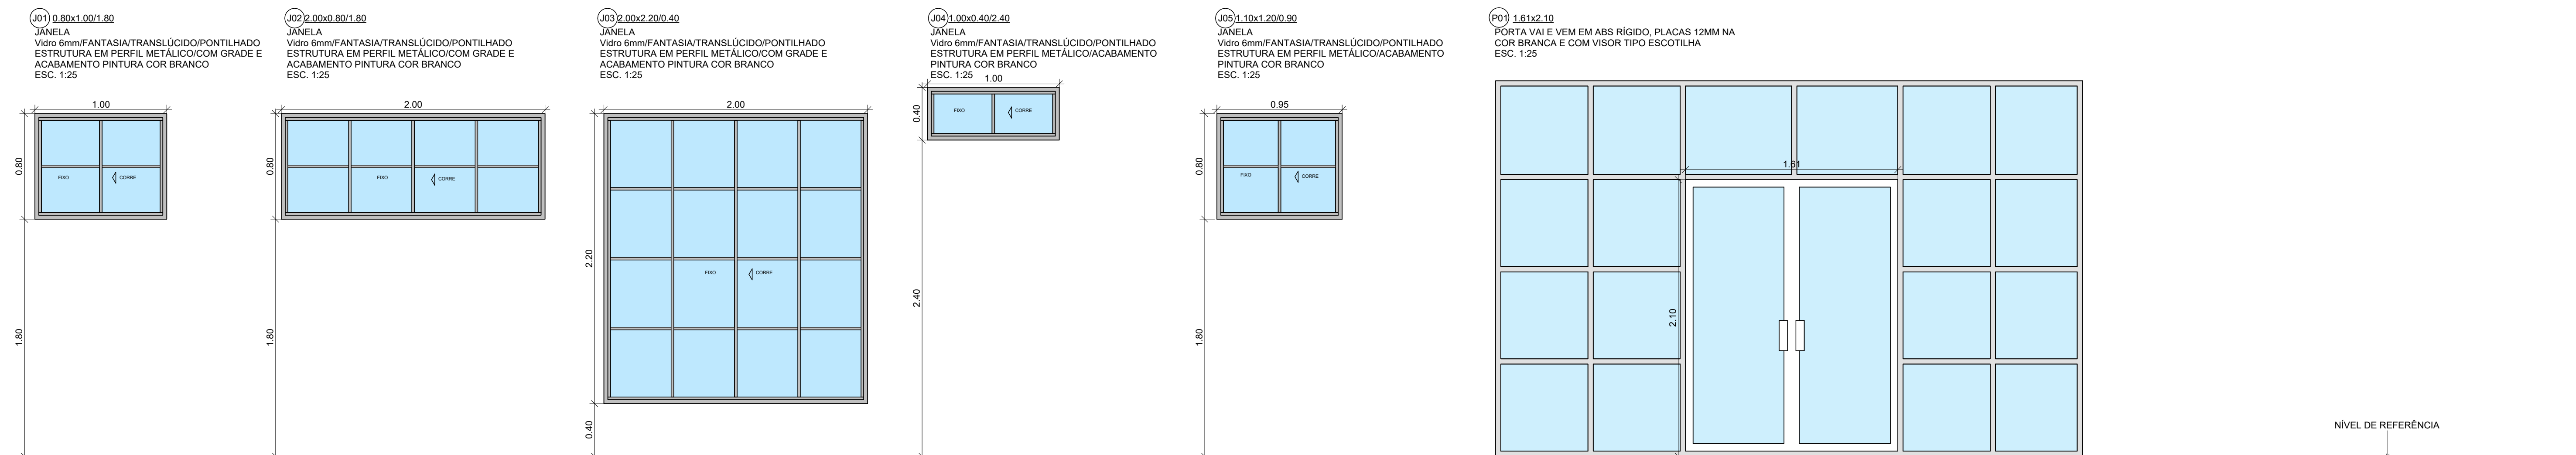 J01 0.80x1.00/1.80
JANELA
Vidro 6mm/FANTASIA/TRANSLÚCIDO/PONTILHADO
ESTRUTURA EM PERFIL METÁLICO/COM GRADE E
ACABAMENTO PINTURA COR BRANCO
ESC. 1:25
1.00
0.80
FIXO
CORRE
1.80
J02 2.00x0.80/1.80
JANELA
Vidro 6mm/FANTASIA/TRANSLÚCIDO/PONTILHADO
ESTRUTURA EM PERFIL METÁLICO/COM GRADE E
ACABAMENTO PINTURA COR BRANCO
ESC. 1:25
2.00
0.80
FIXO
CORRE
1.80
J03 2.00x2.20/0.40
JANELA
Vidro 6mm/FANTASIA/TRANSLÚCIDO/PONTILHADO
ESTRUTURA EM PERFIL METÁLICO/COM GRADE E
ACABAMENTO PINTURA COR BRANCO
ESC. 1:25
2.00
2.20
FIXO
CORRE
0.40
J04 1.00x0.40/2.40
JANELA
Vidro 6mm/FANTASIA/TRANSLÚCIDO/PONTILHADO
ESTRUTURA EM PERFIL METÁLICO/ACABAMENTO
PINTURA COR BRANCO
ESC. 1:25
1.00
0.40
FIXO
CORRE
2.40
J05 1.10x1.20/0.90
JANELA
Vidro 6mm/FANTASIA/TRANSLÚCIDO/PONTILHADO
ESTRUTURA EM PERFIL METÁLICO/ACABAMENTO
PINTURA COR BRANCO
ESC. 1:25
0.95
0.80
FIXO
CORRE
1.80
P01 1.61x2.10
PORTA VAI E VEM EM ABS RÍGIDO, PLACAS 12MM NA
COR BRANCA E COM VISOR TIPO ESCOTILHA
ESC. 1:25
1.61
2.10
NÍVEL DE REFERÊNCIA